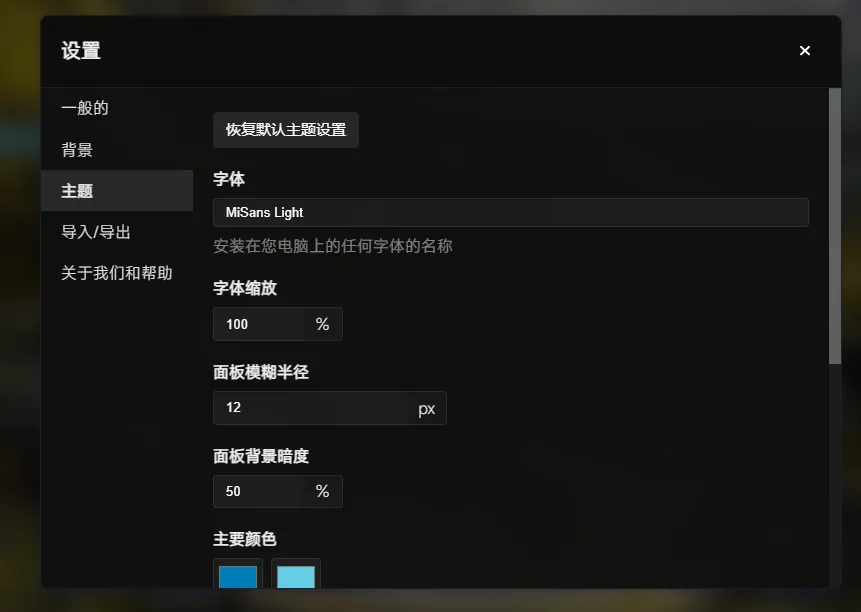 设置
一般的
背景
主题
导入/导出
关于我们和帮助
恢复默认主题设置
字体
MiSans Light
安装在您电脑上的任何字体的名称
字体缩放
100 %
面板模糊半径
12 px
面板背景暗度
50 %
主要颜色